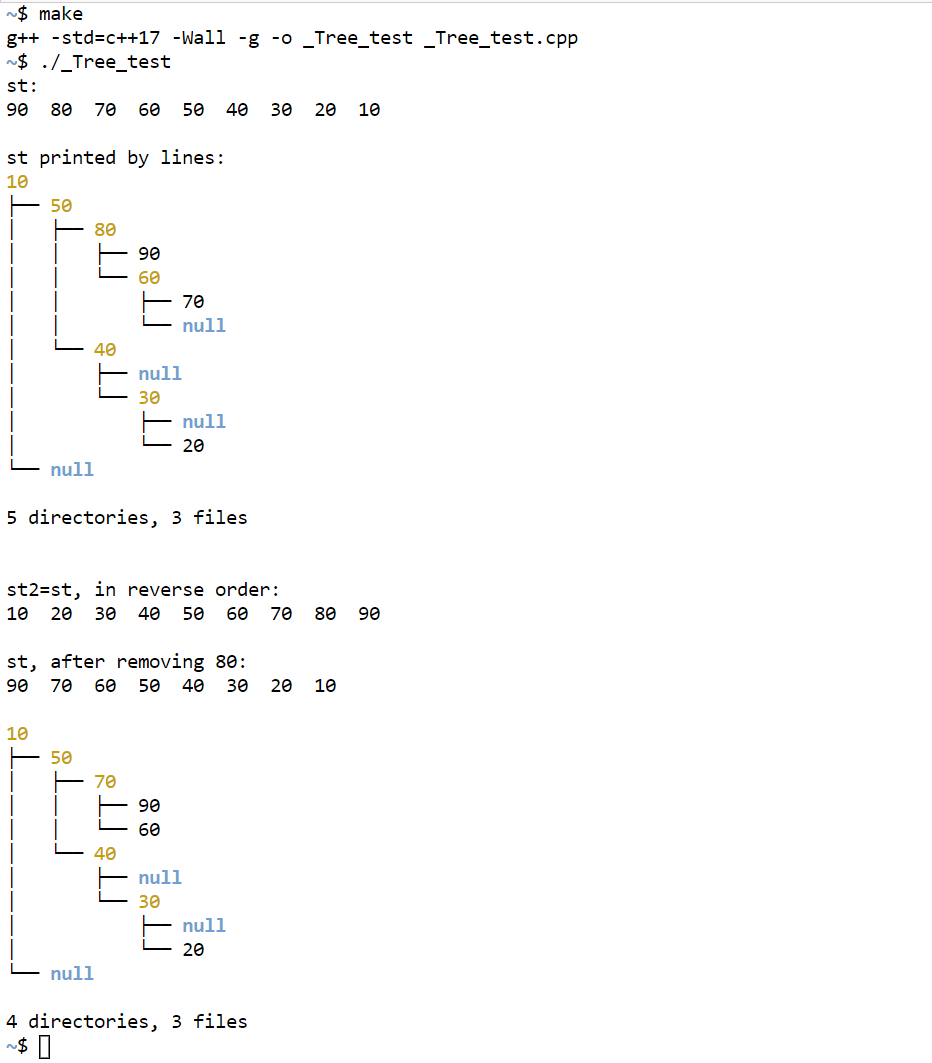 ~$ make
g++ -std=c++17 -Wall -g -o _Tree_test _Tree_test.cpp
~$ ./_Tree_test
st:
90  80  70  60  50  40  30  20  10

st printed by lines:
10
├── 50
│   ├── 80
│   │   ├── 90
│   │   └── 60
│   │       ├── 70
│   │       └── null
│   └── 40
│       ├── null
│       └── 30
│           ├── null
│           └── 20
└── null

5 directories, 3 files


st2=st, in reverse order:
10  20  30  40  50  60  70  80  90

st, after removing 80:
90  70  60  50  40  30  20  10

10
├── 50
│   ├── 70
│   │   ├── 90
│   │   └── 60
│   └── 40
│       ├── null
│       └── 30
│           ├── null
│           └── 20
└── null

4 directories, 3 files
~$